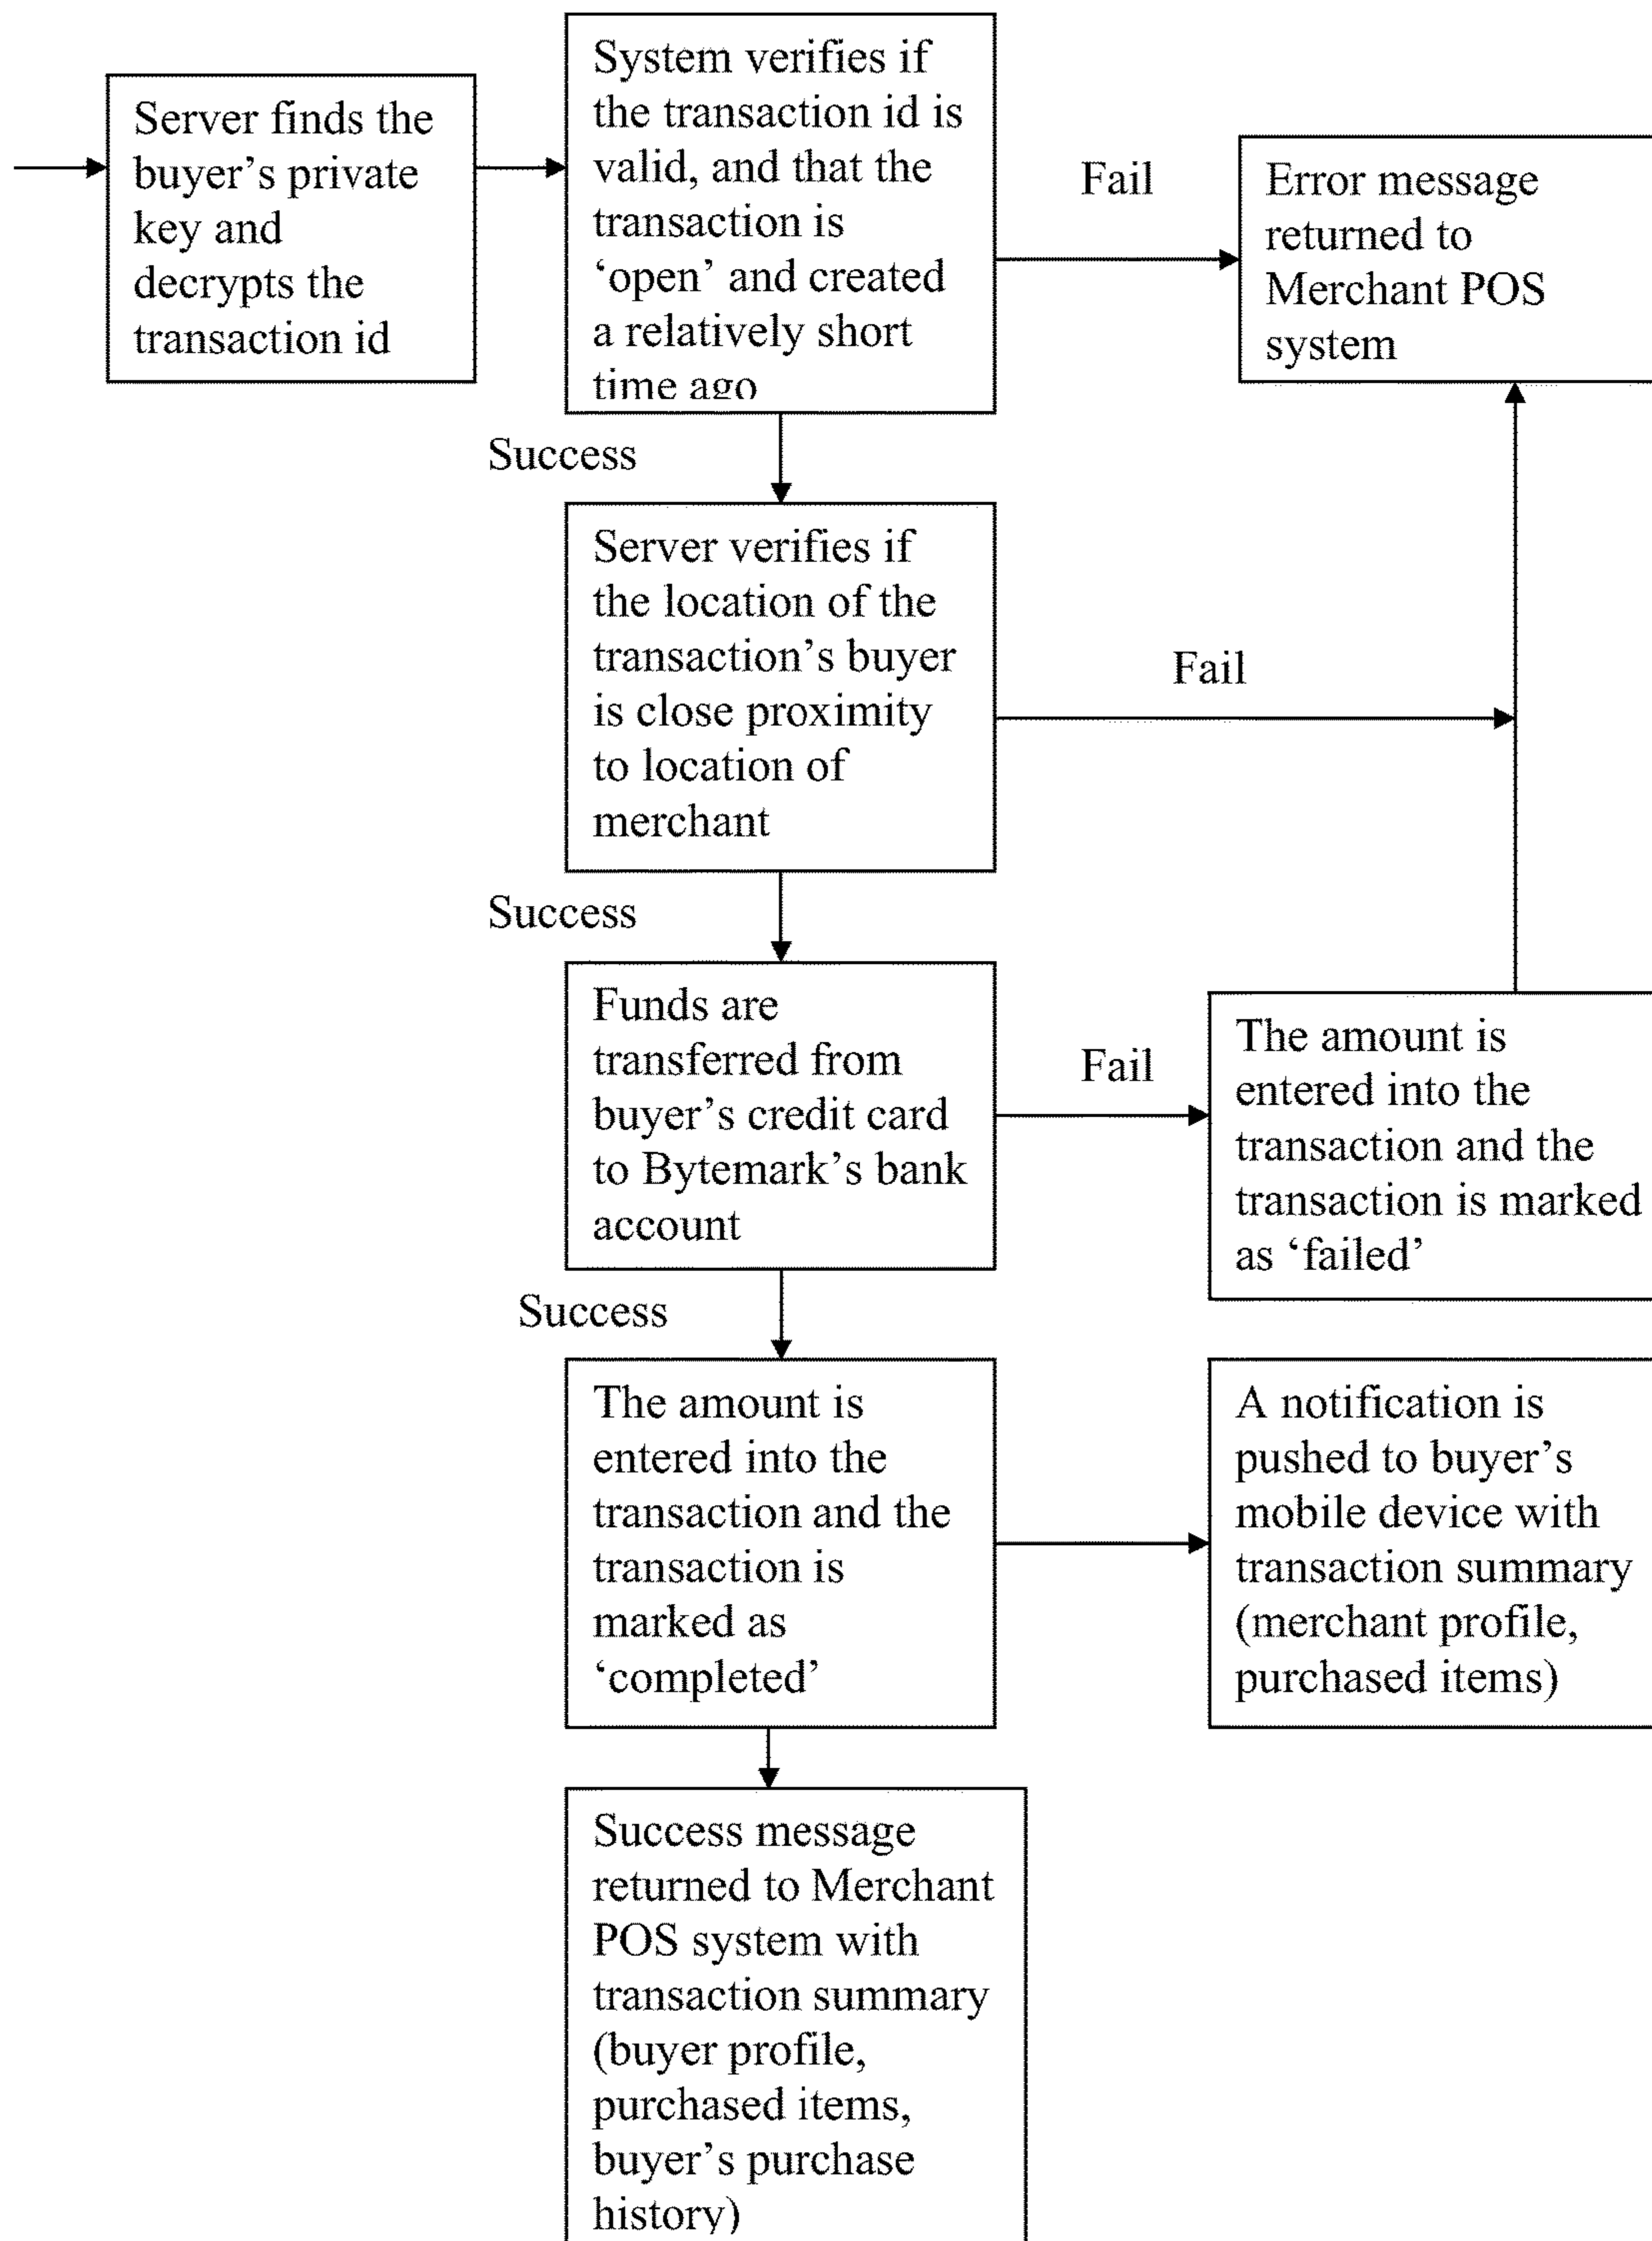 Server finds the
buyer’s private
key and
decrypts the
transaction id
System verifies if
the transaction id is
valid, and that the
transaction is
‘open’ and created
a relatively short
time ago
Fail
Error message
returned to
Merchant POS
system
Success
Server verifies if
the location of the
transaction’s buyer
is close proximity
to location of
merchant
Fail
Success
Funds are
transferred from
buyer’s credit card
to Bytemark’s bank
account
Fail
The amount is
entered into the
transaction and the
transaction is marked
as ‘failed’
Success
The amount is
entered into the
transaction and the
transaction is
marked as
‘completed’
A notification is
pushed to buyer’s
mobile device with
transaction summary
(merchant profile,
purchased items)
Success message
returned to Merchant
POS system with
transaction summary
(buyer profile,
purchased items,
buyer’s purchase
history)